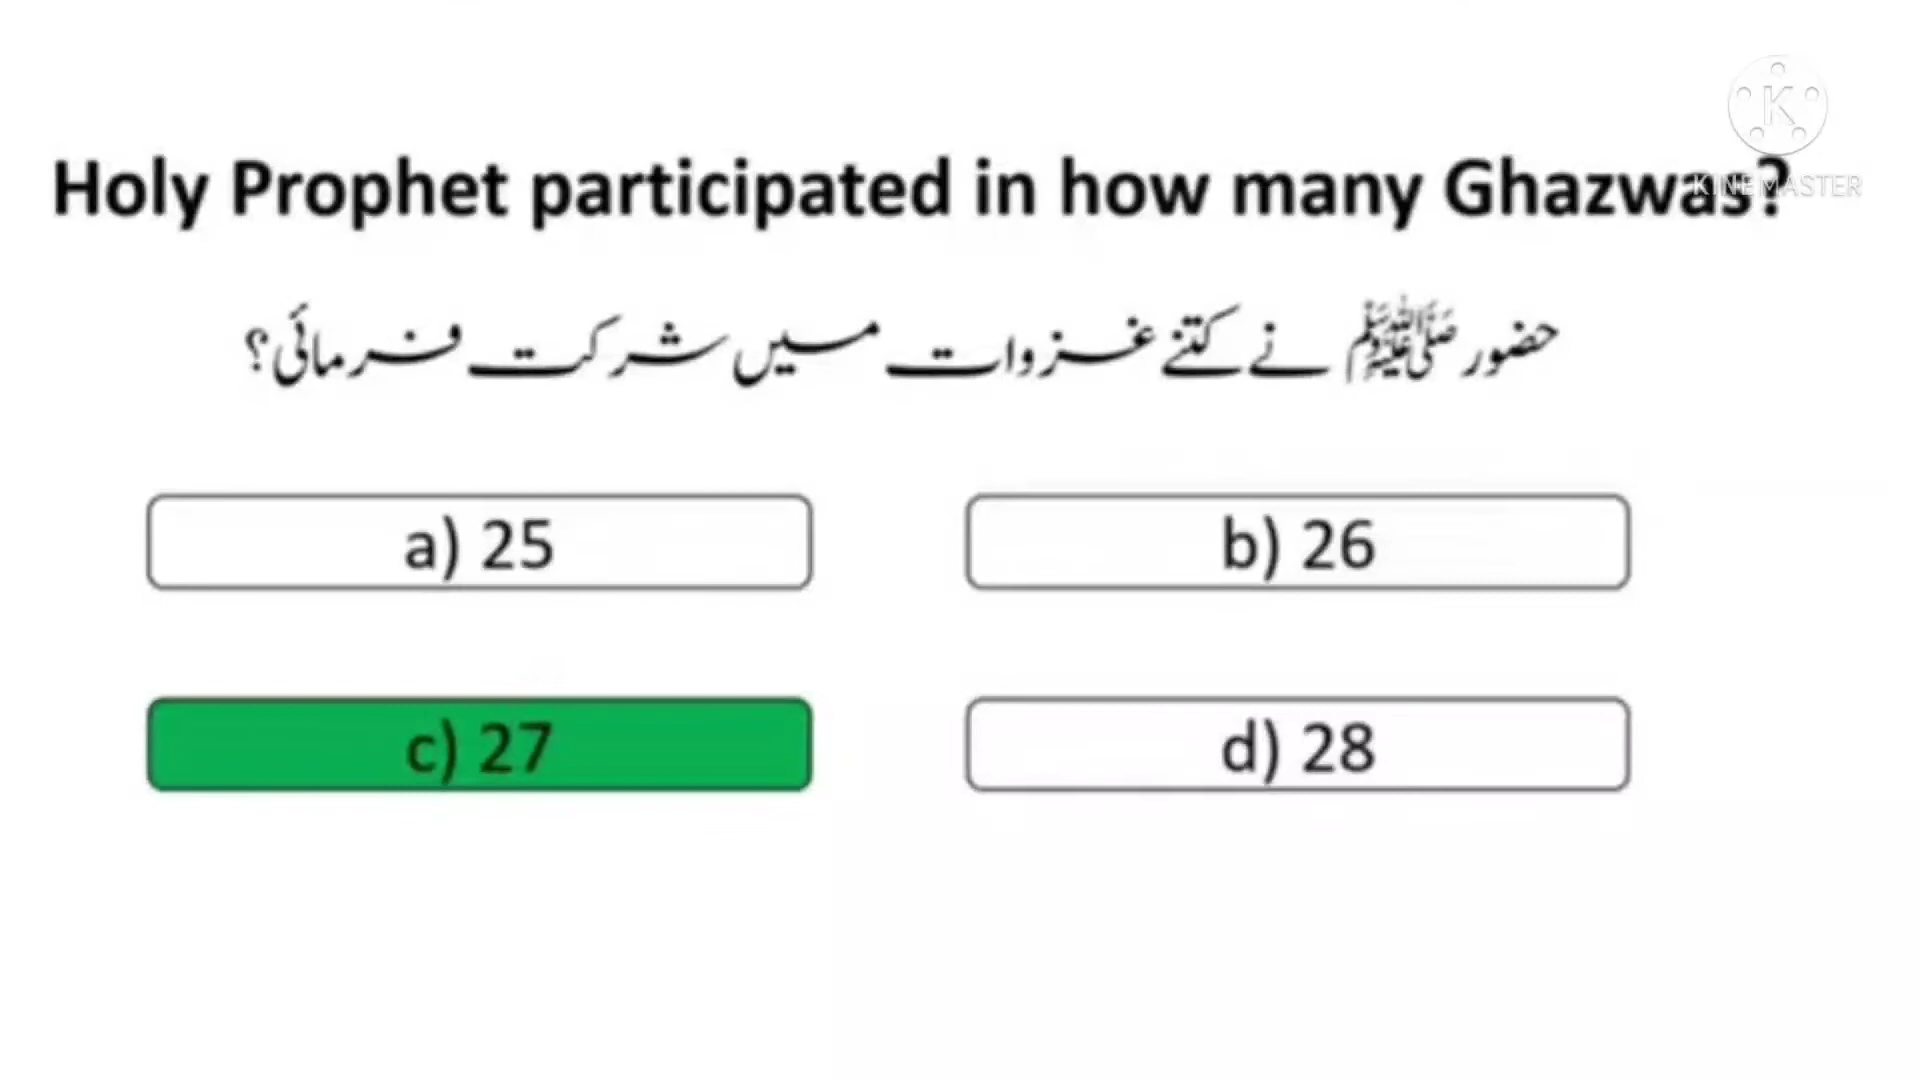 K
KINEMASTER
Holy Prophet participated in how many Ghazwas?
حضور ﷺ نے کتنے غزوات میں شرکت فرمائی؟
a) 25
b) 26
c) 27
d) 28